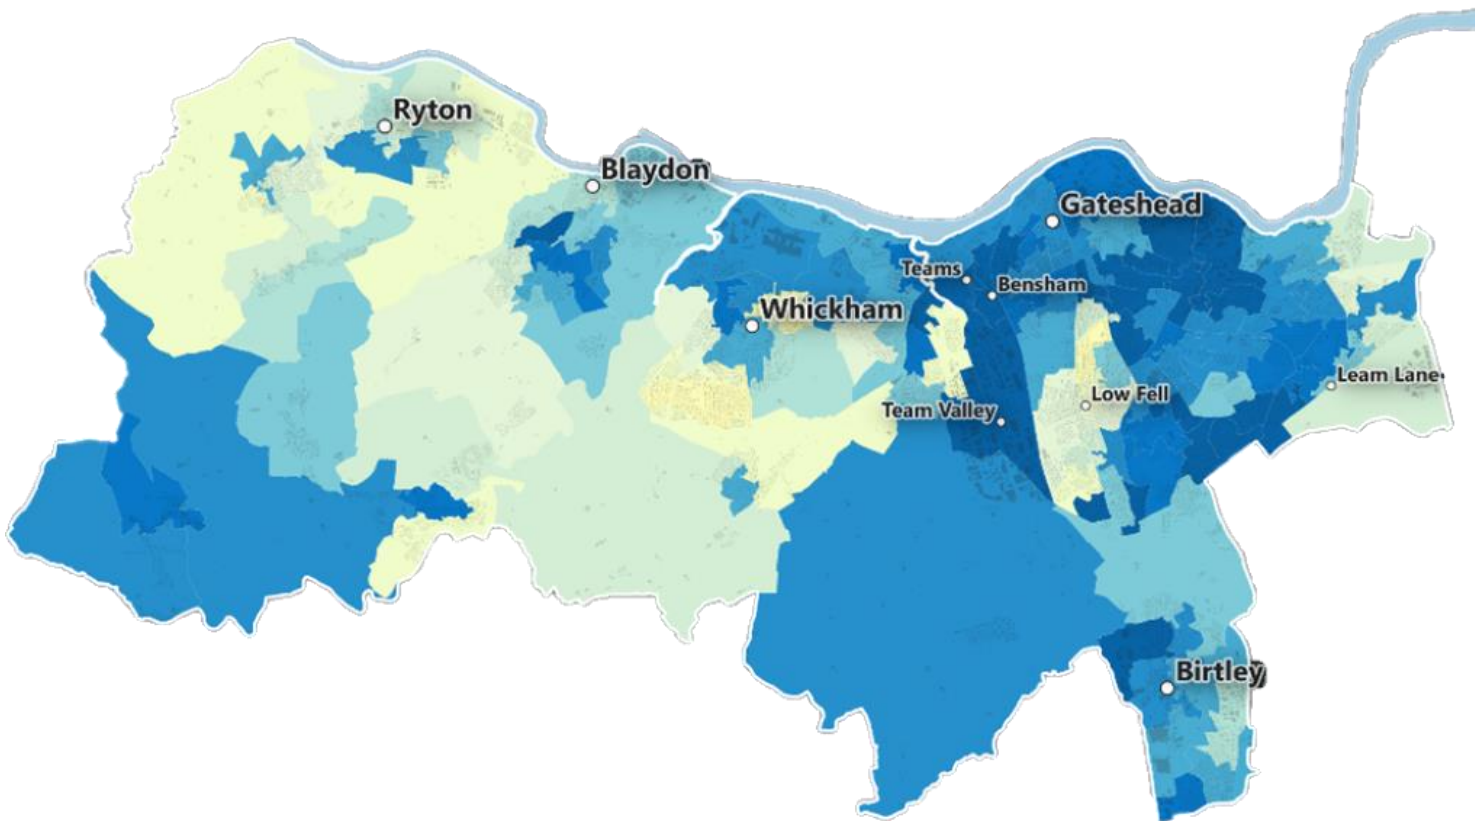 Ryton
Blaydon
Gateshead
Teams
Bensham
Whickham
Leam Lane
Low Fell
Team Valley
Birtley